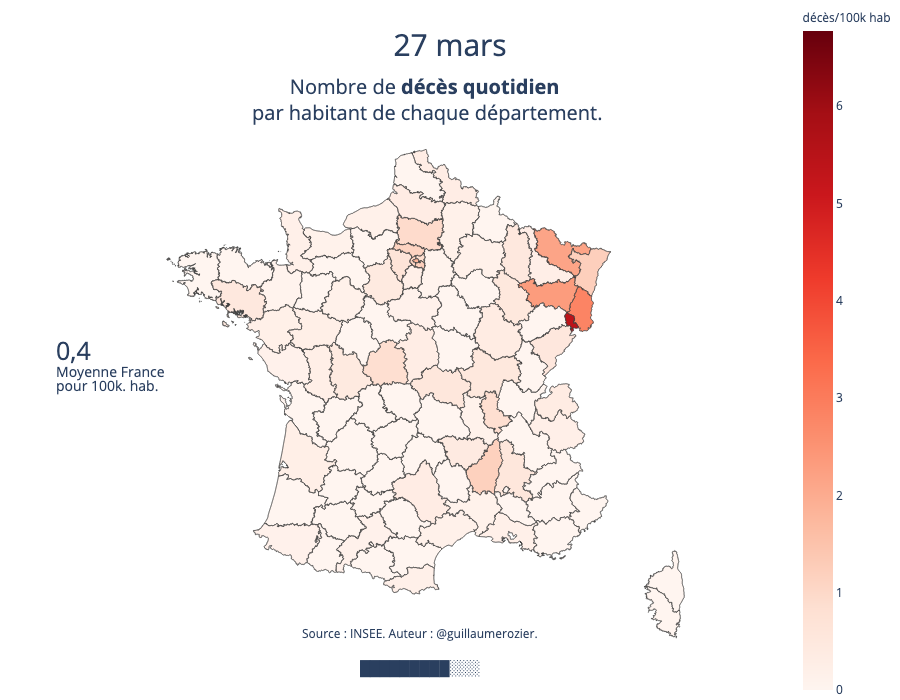 décès/100k hab
27 mars
Nombre de décès quotidien
par habitant de chaque département.
6
5
4
3
2
1
0
0,4
Moyenne France
pour 100k. hab.
Source : INSEE. Auteur : @guillaumerozier.